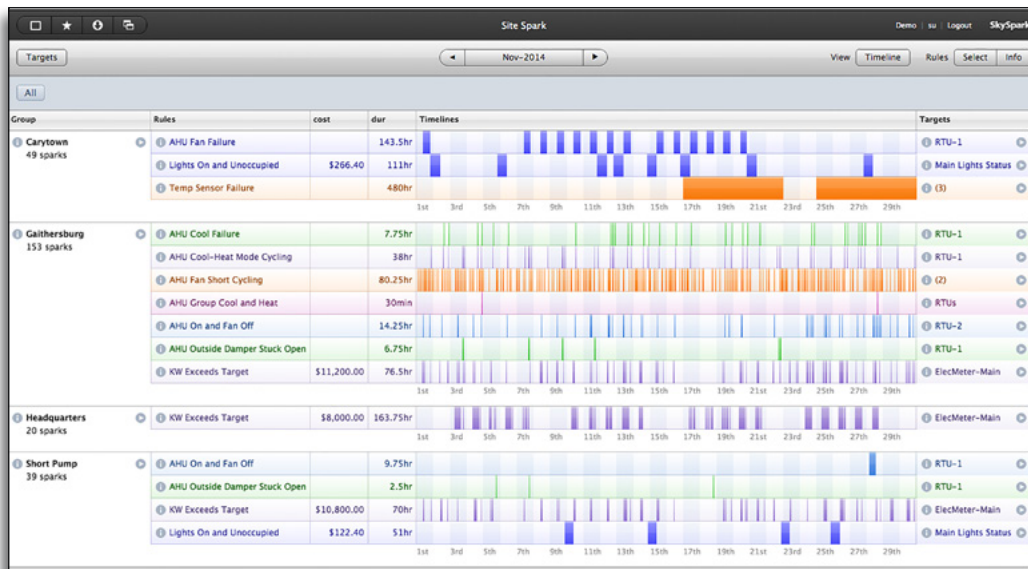 Site Spark
Demo su Logout SkySpark
Targets Nov-2014 View Timeline Rules Select Info
All
Group Rules cost dur Timelines Targets
Carytown AHU Fan Failure 143.5hr RTU-1
49 sparks
Lights On and Unoccupied $266.40 111hr Main Lights Status
Temp Sensor Failure 480hr (3)
1st 3rd 5th 7th 9th 11th 13th 15th 17th 19th 21st 23rd 25th 27th 29th
Gaithersburg AHU Cool Failure 7.75hr RTU-1
153 sparks
AHU Cool-Heat Mode Cycling 38hr RTU-1
AHU Fan Short Cycling 80.25hr (2)
AHU Group Cool and Heat 30min RTUs
AHU On and Fan Off 14.25hr RTU-2
AHU Outside Damper Stuck Open 6.75hr RTU-1
KW Exceeds Target $11,200.00 76.5hr ElecMeter-Main
1st 3rd 5th 7th 9th 11th 13th 15th 17th 19th 21st 23rd 25th 27th 29th
Headquarters KW Exceeds Target $8,000.00 163.75hr ElecMeter-Main
20 sparks
1st 3rd 5th 7th 9th 11th 13th 15th 17th 19th 21st 23rd 25th 27th 29th
Short Pump AHU On and Fan Off 9.75hr RTU-1
39 sparks
AHU Outside Damper Stuck Open 2.5hr RTU-1
KW Exceeds Target $10,800.00 70hr ElecMeter-Main
Lights On and Unoccupied $122.40 51hr Main Lights Status
1st 3rd 5th 7th 9th 11th 13th 15th 17th 19th 21st 23rd 25th 27th 29th